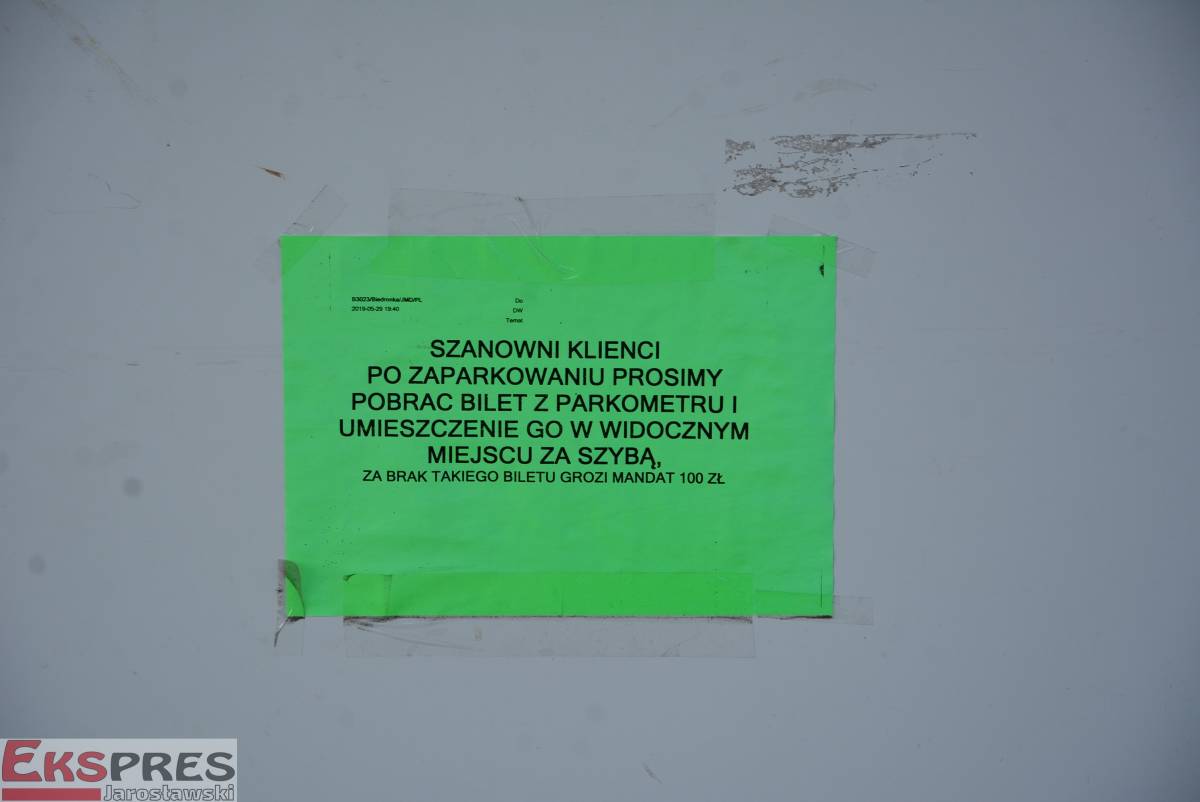 B3023/Biedronka/JMD/PL
2019-05-29 19:40
Do
DW
Temat
SZANOWNI KLIENCI
PO ZAPARKOWANIU PROSIMY
POBRAC BILET Z PARKOMETRU I
UMIESZCZENIE GO W WIDOCZNYM
MIEJSCU ZA SZYBĄ,
ZA BRAK TAKIEGO BILETU GROZI MANDAT 100 ZŁ
EKSPRES
Jarosławski